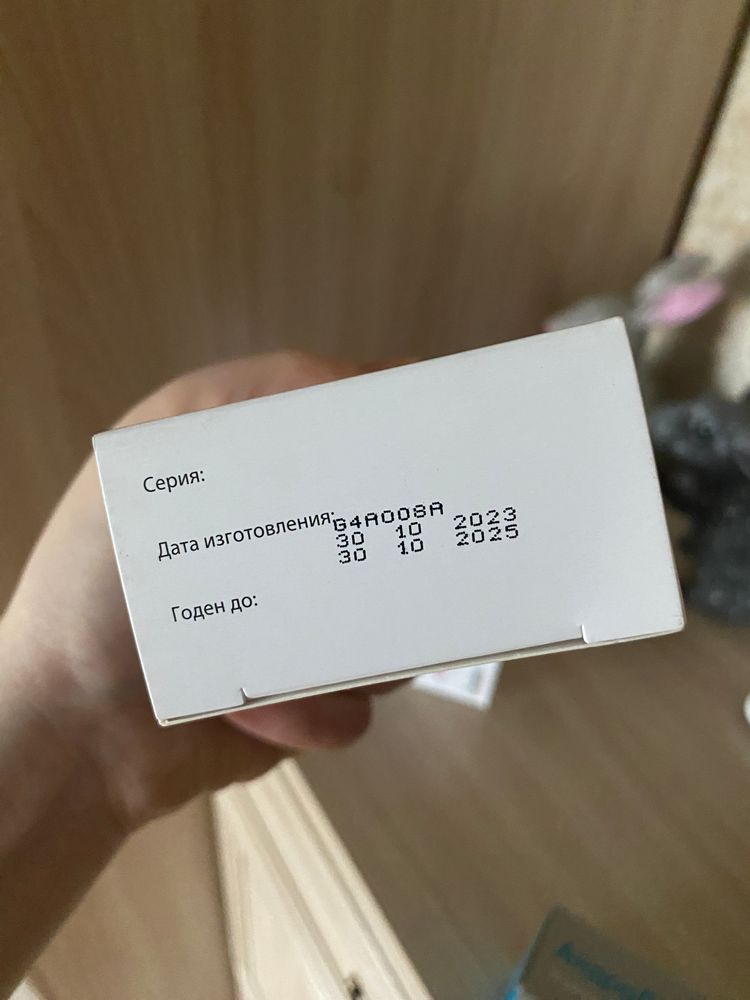 Серия:
Дата изготовления:
G4A008A
30 10 2023
30 10 2025
Годен до: